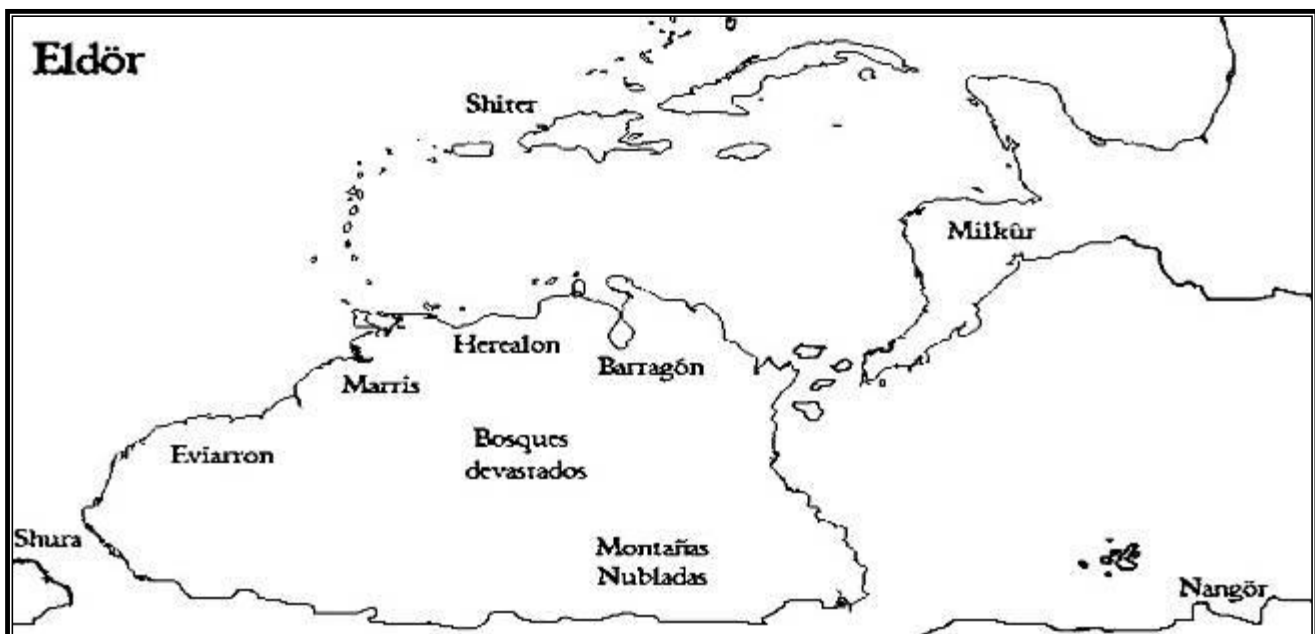 Eldör
Shiter
Milkûr
Herealon
Barragón
Marris
Eviarron
Bosques
devastados
Shura
Montañas
Nubladas
Nangör